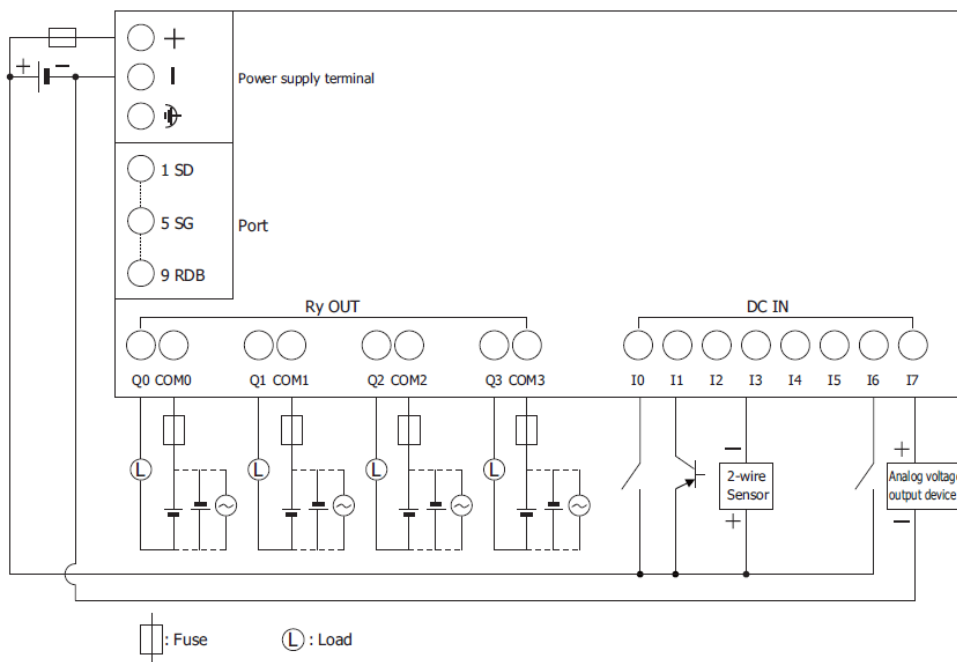 +
+ −
Power supply terminal
1 SD
5 SG
Port
9 RDB
Ry OUT
DC IN
Q0 COM0 Q1 COM1 Q2 COM2 Q3 COM3 I0 I1 I2 I3 I4 I5 I6 I7
− +
L L L L
2-wire
Sensor
Analog voltage
output device
+ −
: Fuse L : Load